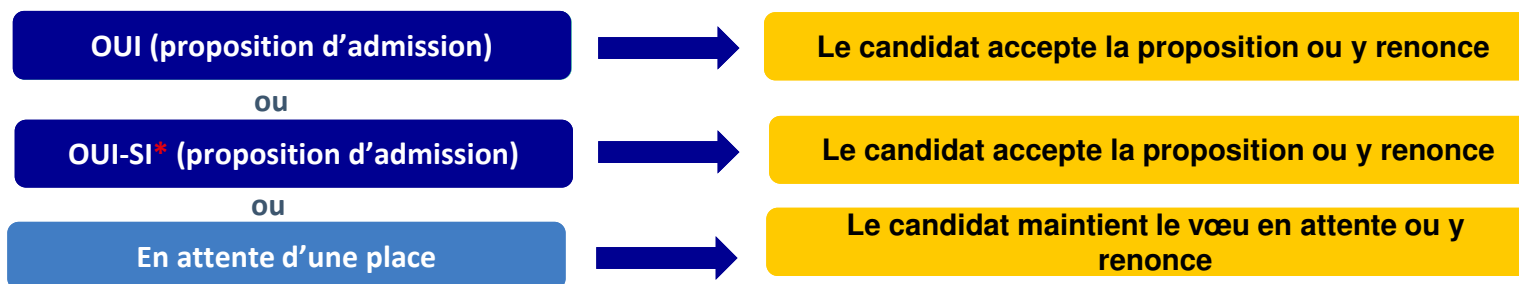 OUI (proposition d’admission)
Le candidat accepte la proposition ou y renonce
ou
OUI-SI* (proposition d’admission)
Le candidat accepte la proposition ou y renonce
ou
En attente d’une place
Le candidat maintient le vœu en attente ou y
renonce